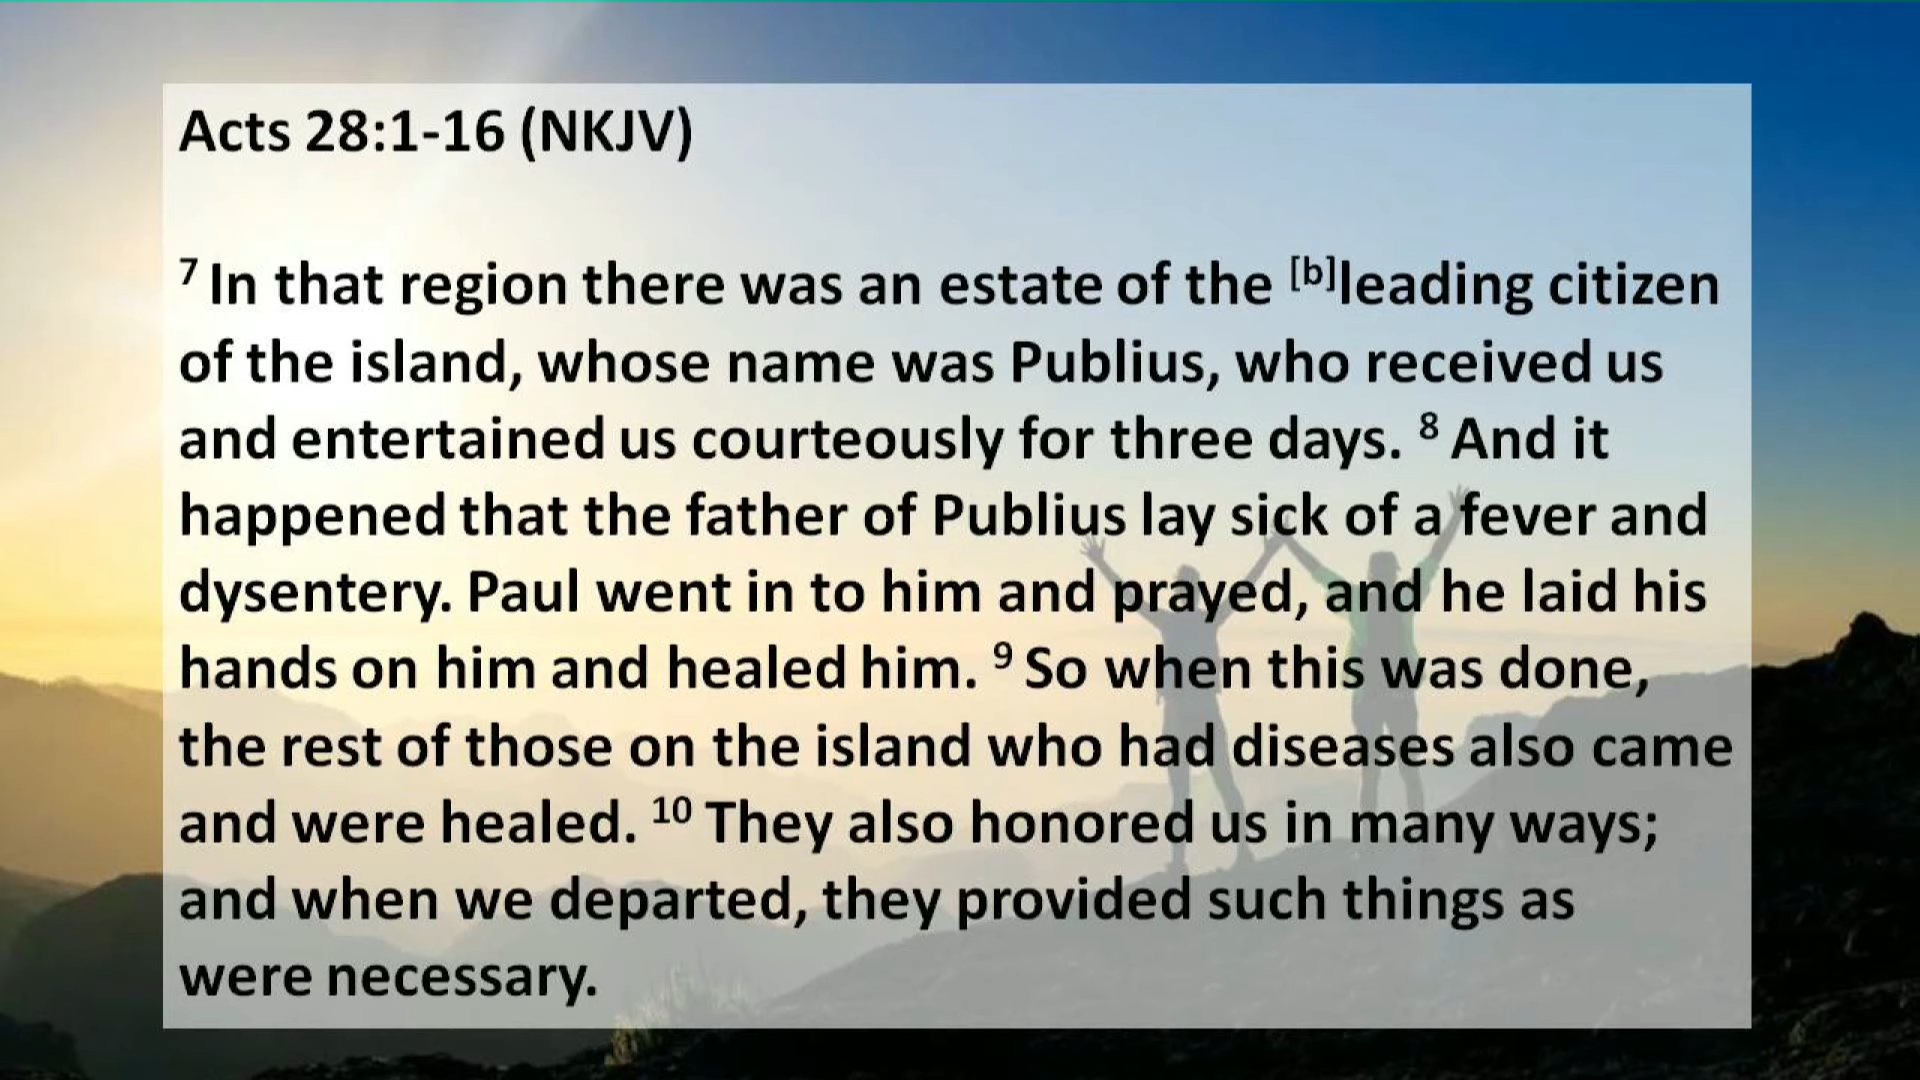 Acts 28:1-16 (NKJV)
7 In that region there was an estate of the [b]leading citizen
of the island, whose name was Publius, who received us
and entertained us courteously for three days. 8 And it
happened that the father of Publius lay sick of a fever and
dysentery. Paul went in to him and prayed, and he laid his
hands on him and healed him. 9 So when this was done,
the rest of those on the island who had diseases also came
and were healed. 10 They also honored us in many ways;
and when we departed, they provided such things as
were necessary.